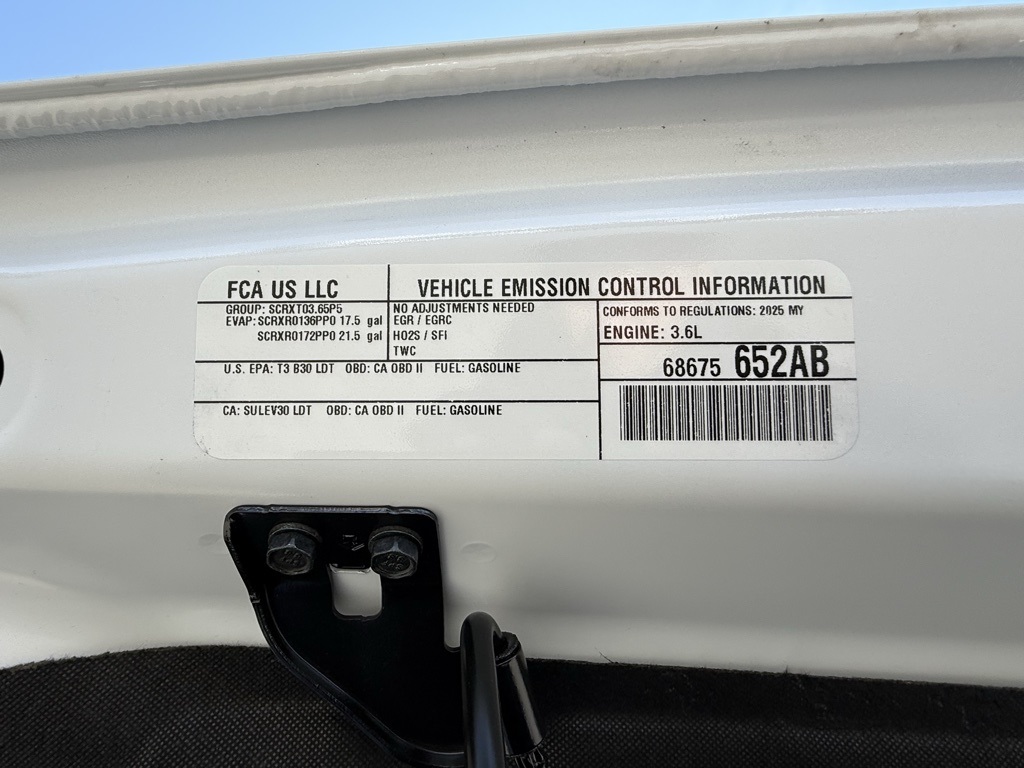 FCA US LLC
VEHICLE EMISSION CONTROL INFORMATION
GROUP: SCRXT03.65P5
EVAP: SCRXR0136PP0 17.5 gal
SCRXR0172PP0 21.5 gal
NO ADJUSTMENTS NEEDED
EGR / EGRC
HO2S / SFI
TWC
CONFORMS TO REGULATIONS: 2025 MY
ENGINE: 3.6L
68675 652AB
U.S. EPA: T3 B30 LDT OBD: CA OBD II FUEL: GASOLINE
CA: SULEV30 LDT OBD: CA OBD II FUEL: GASOLINE